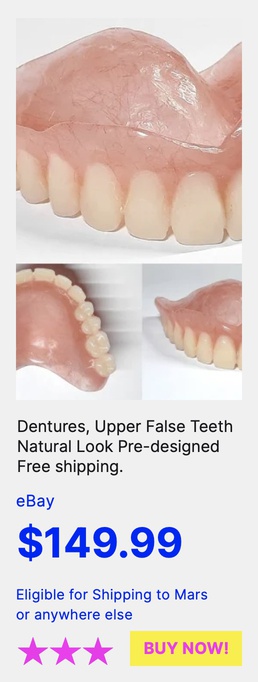 Dentures, Upper False Teeth
Natural Look Pre-designed
Free shipping.
eBay
$149.99
Eligible for Shipping to Mars
or anywhere else
BUY NOW!